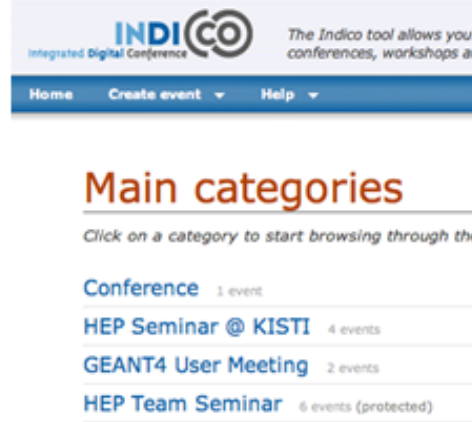 INDICO
Integrated Digital Conference
The Indico tool allows you
conferences, workshops a
Home Create event Help
Main categories
Click on a category to start browsing through the
Conference 1 event
HEP Seminar @ KISTI 4 events
GEANT4 User Meeting 2 events
HEP Team Seminar 6 events (protected)